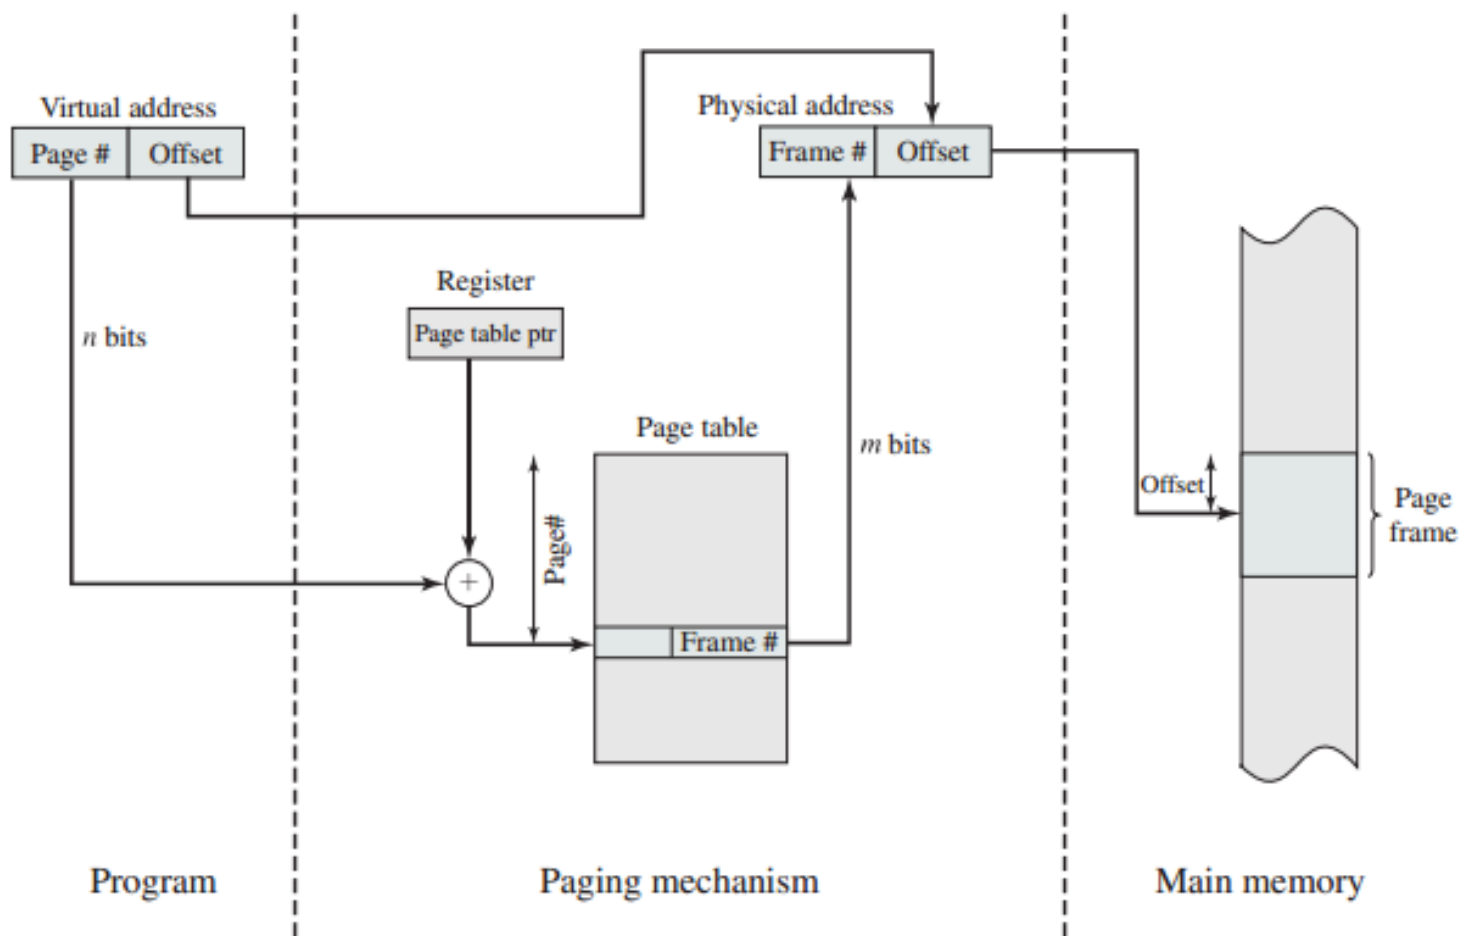 Virtual address
Page #
Offset
Physical address
Frame #
Offset
Register
Page table ptr
n bits
Page table
m bits
Page#
Frame #
+
Offset
Page
frame
Program
Paging mechanism
Main memory